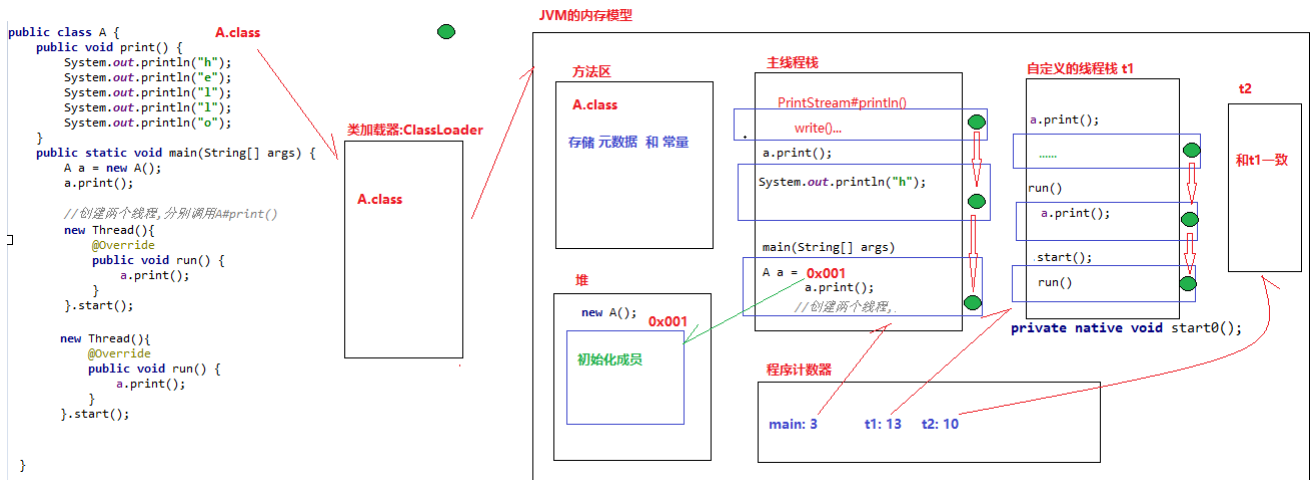 JVM的内存模型
public class A {
A.class
public void print() {
System.out.println("h");
System.out.println("e");
System.out.println("l");
System.out.println("l");
System.out.println("o");
}
public static void main(String[] args) {
A a = new A();
a.print();
//创建两个线程,分别调用A#print()
new Thread(){
@Override
public void run() {
a.print();
}
}.start();
new Thread(){
@Override
public void run() {
a.print();
}
}.start();
}
类加载器:ClassLoader
A.class
方法区
A.class
存储 元数据 和 常量
堆
new A();
0x001
初始化成员
主线程栈
PrintStream#println()
write()...
a.print();
System.out.println("h");
main(String[] args)
A a = 0x001
a.print();
//创建两个线程,
自定义的线程栈 t1
a.print();
......
run()
a.print();
.start();
run()
private native void start0();
t2
和t1一致
程序计数器
main: 3
t1: 13
t2: 10